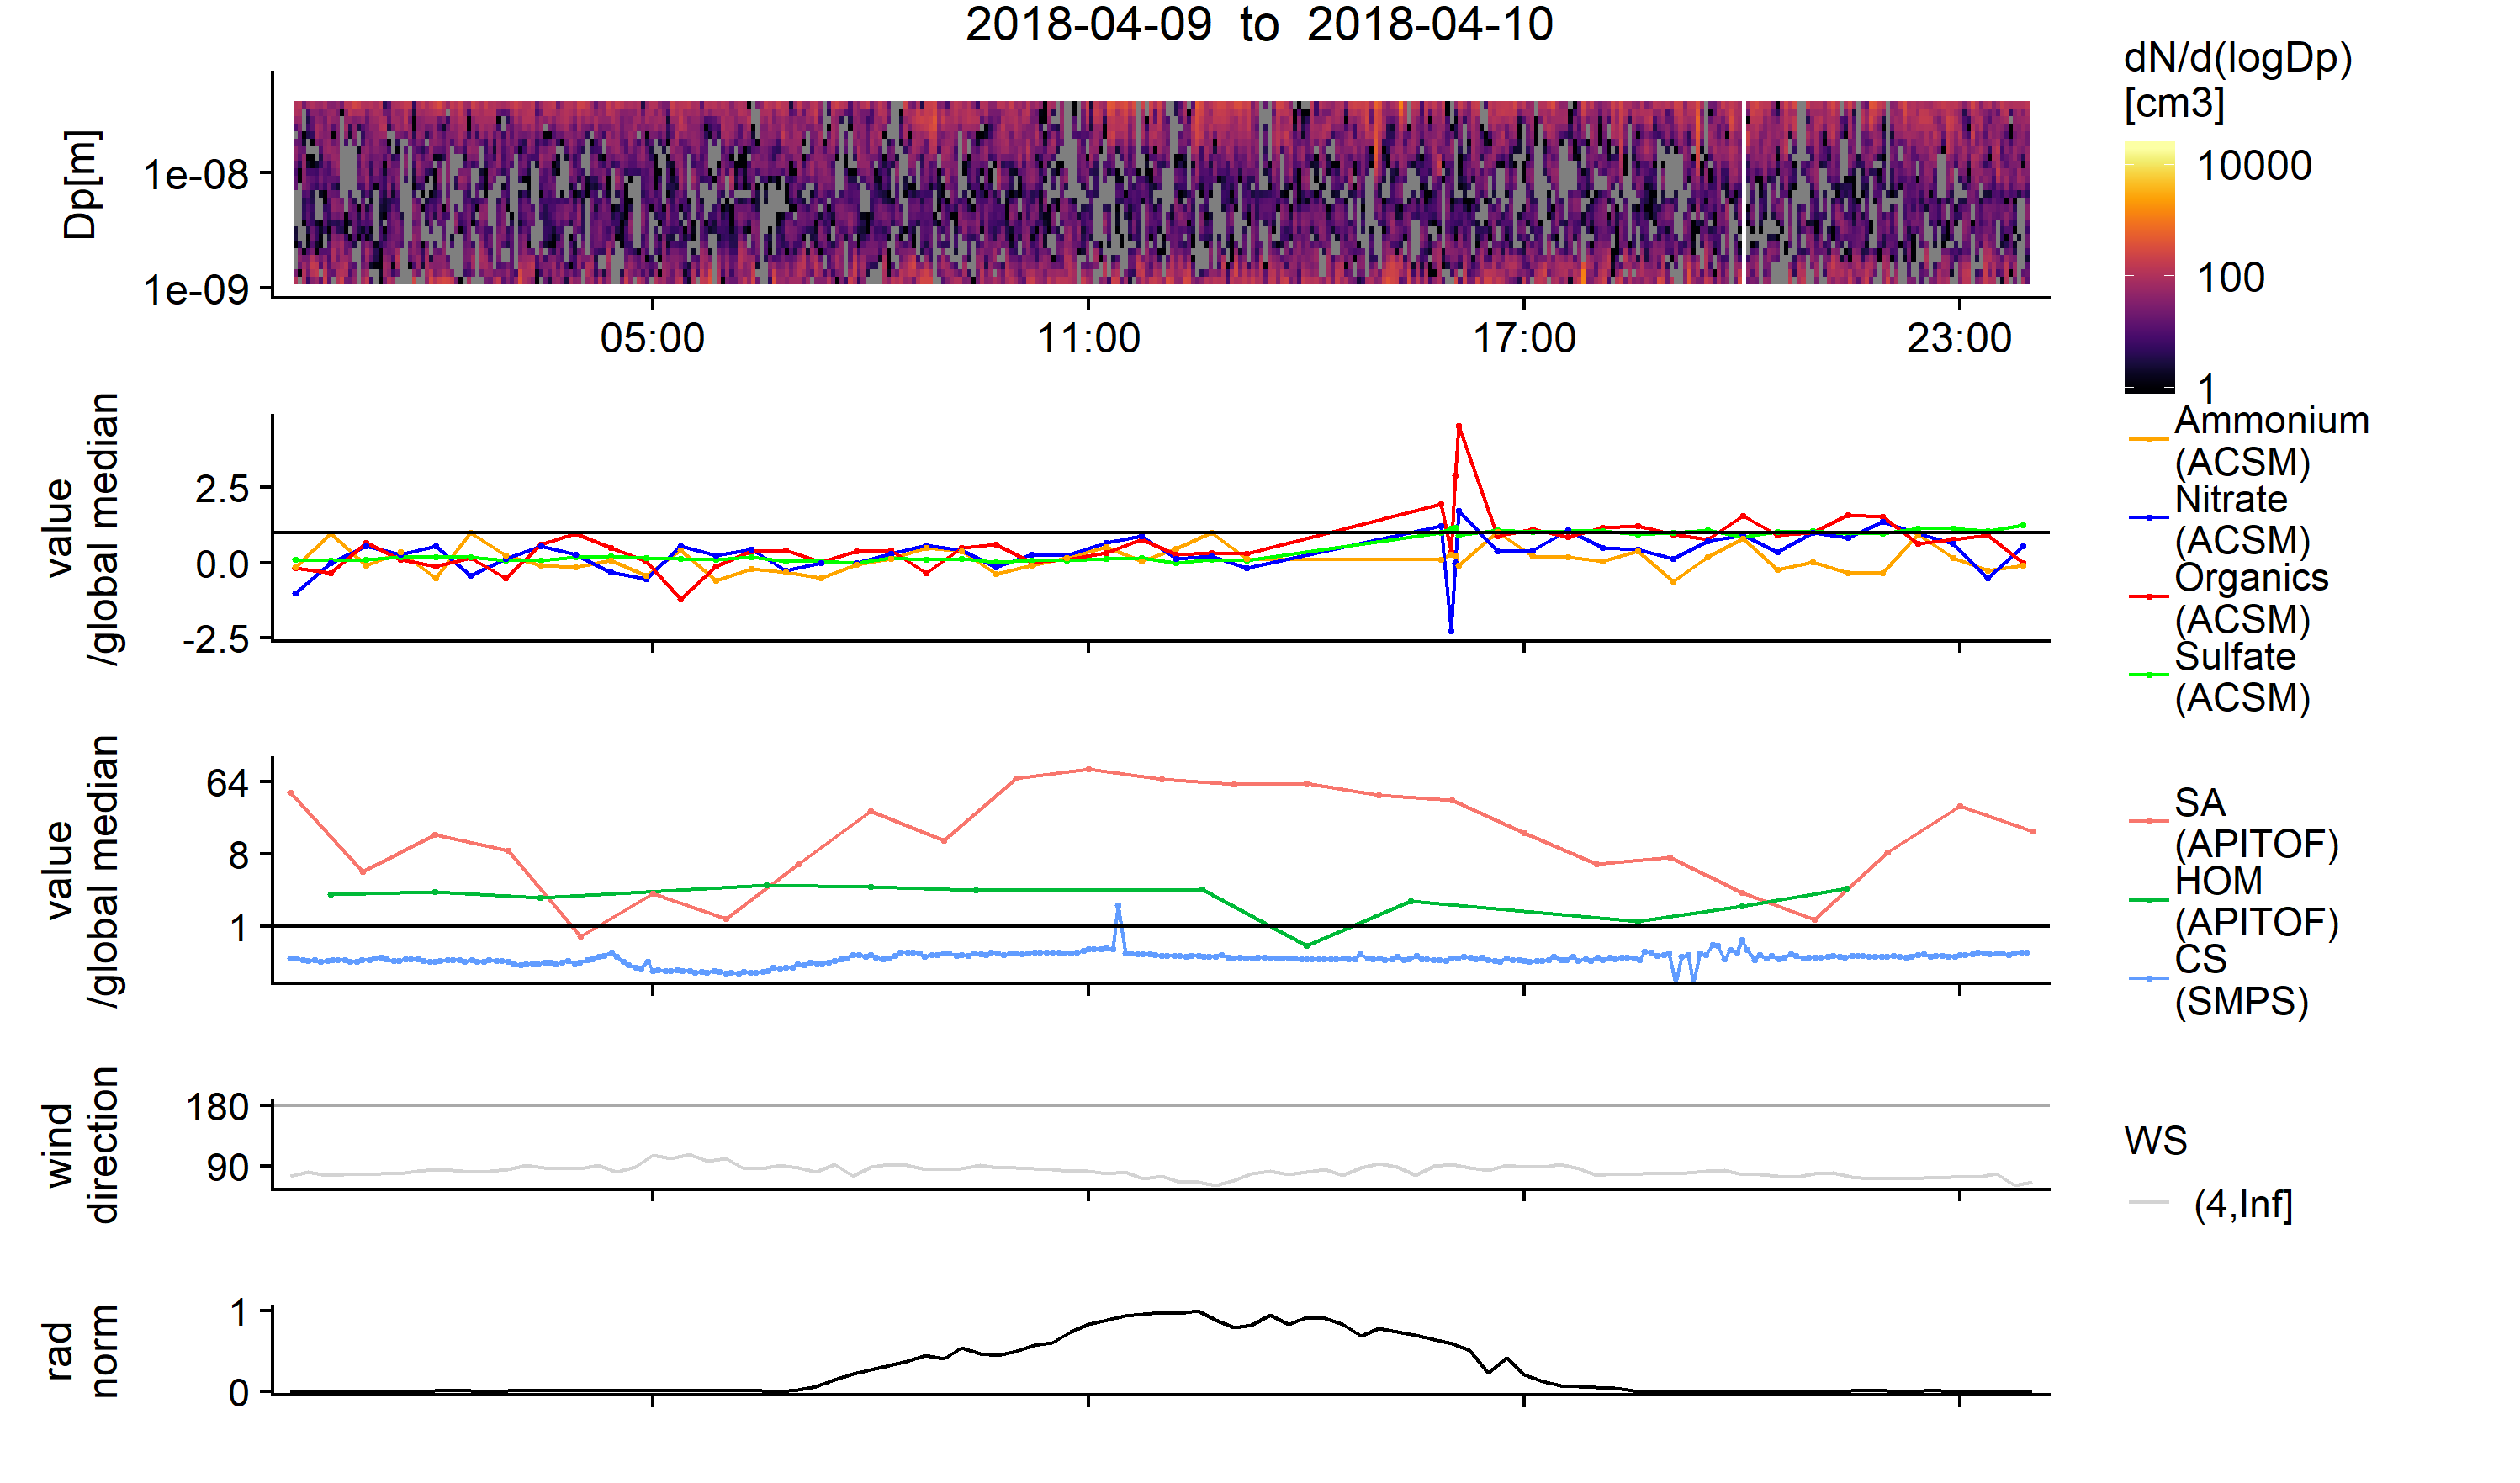 2018-04-09  to  2018-04-10
Dp[m]
1e-08
1e-09
05:00
11:00
17:00
23:00
dN/d(logDp)
[cm3]
10000
100
1
value
/global median
2.5
0.0
-2.5
Ammonium
(ACSM)
Nitrate
(ACSM)
Organics
(ACSM)
Sulfate
(ACSM)
value
/global median
64
8
1
SA
(APITOF)
HOM
(APITOF)
CS
(SMPS)
wind
direction
180
90
WS
(4,Inf]
rad
norm
1
0